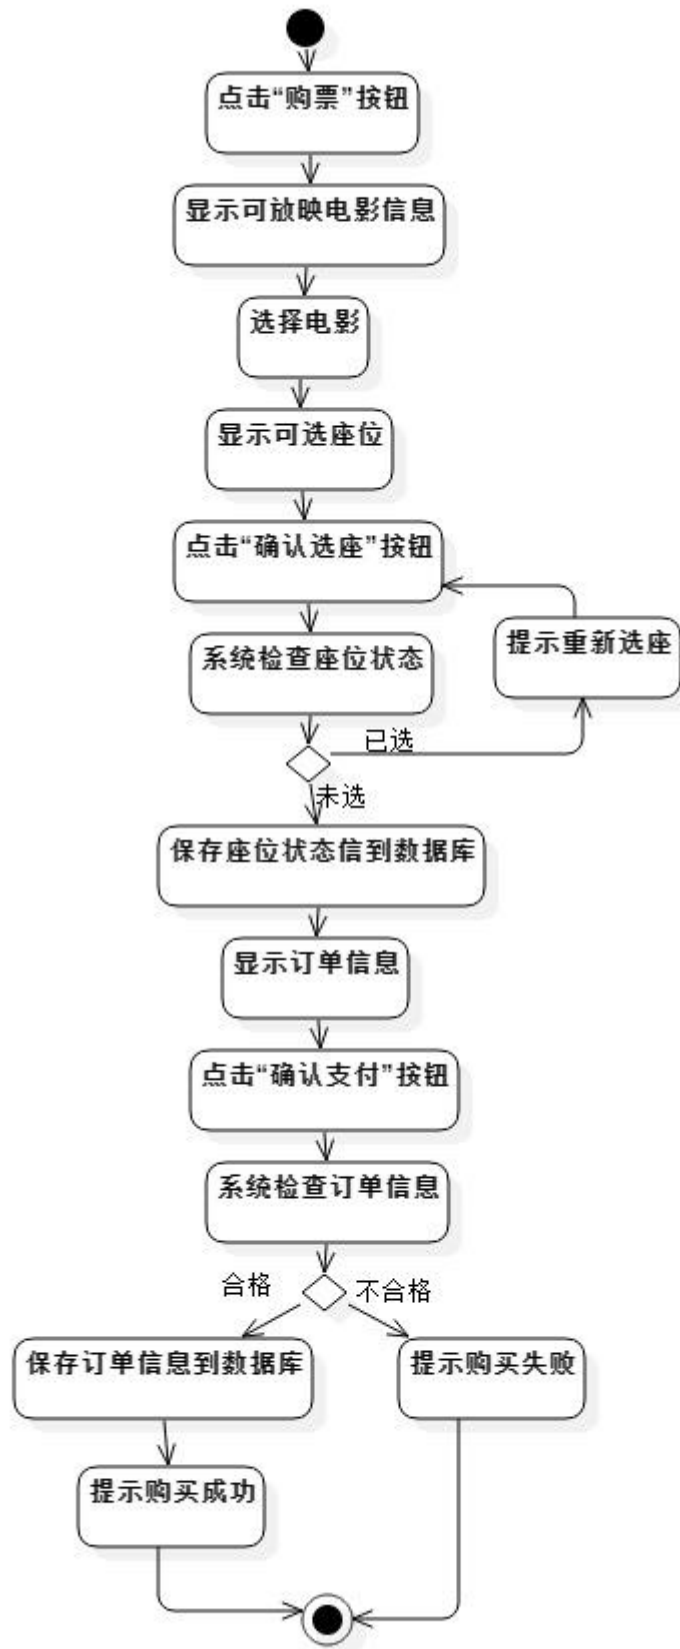 点击“购票”按钮
显示可放映电影信息
选择电影
显示可选座位
点击“确认选座”按钮
系统检查座位状态
提示重新选座
已选
未选
保存座位状态信到数据库
显示订单信息
点击“确认支付”按钮
系统检查订单信息
合格
不合格
保存订单信息到数据库
提示购买失败
提示购买成功